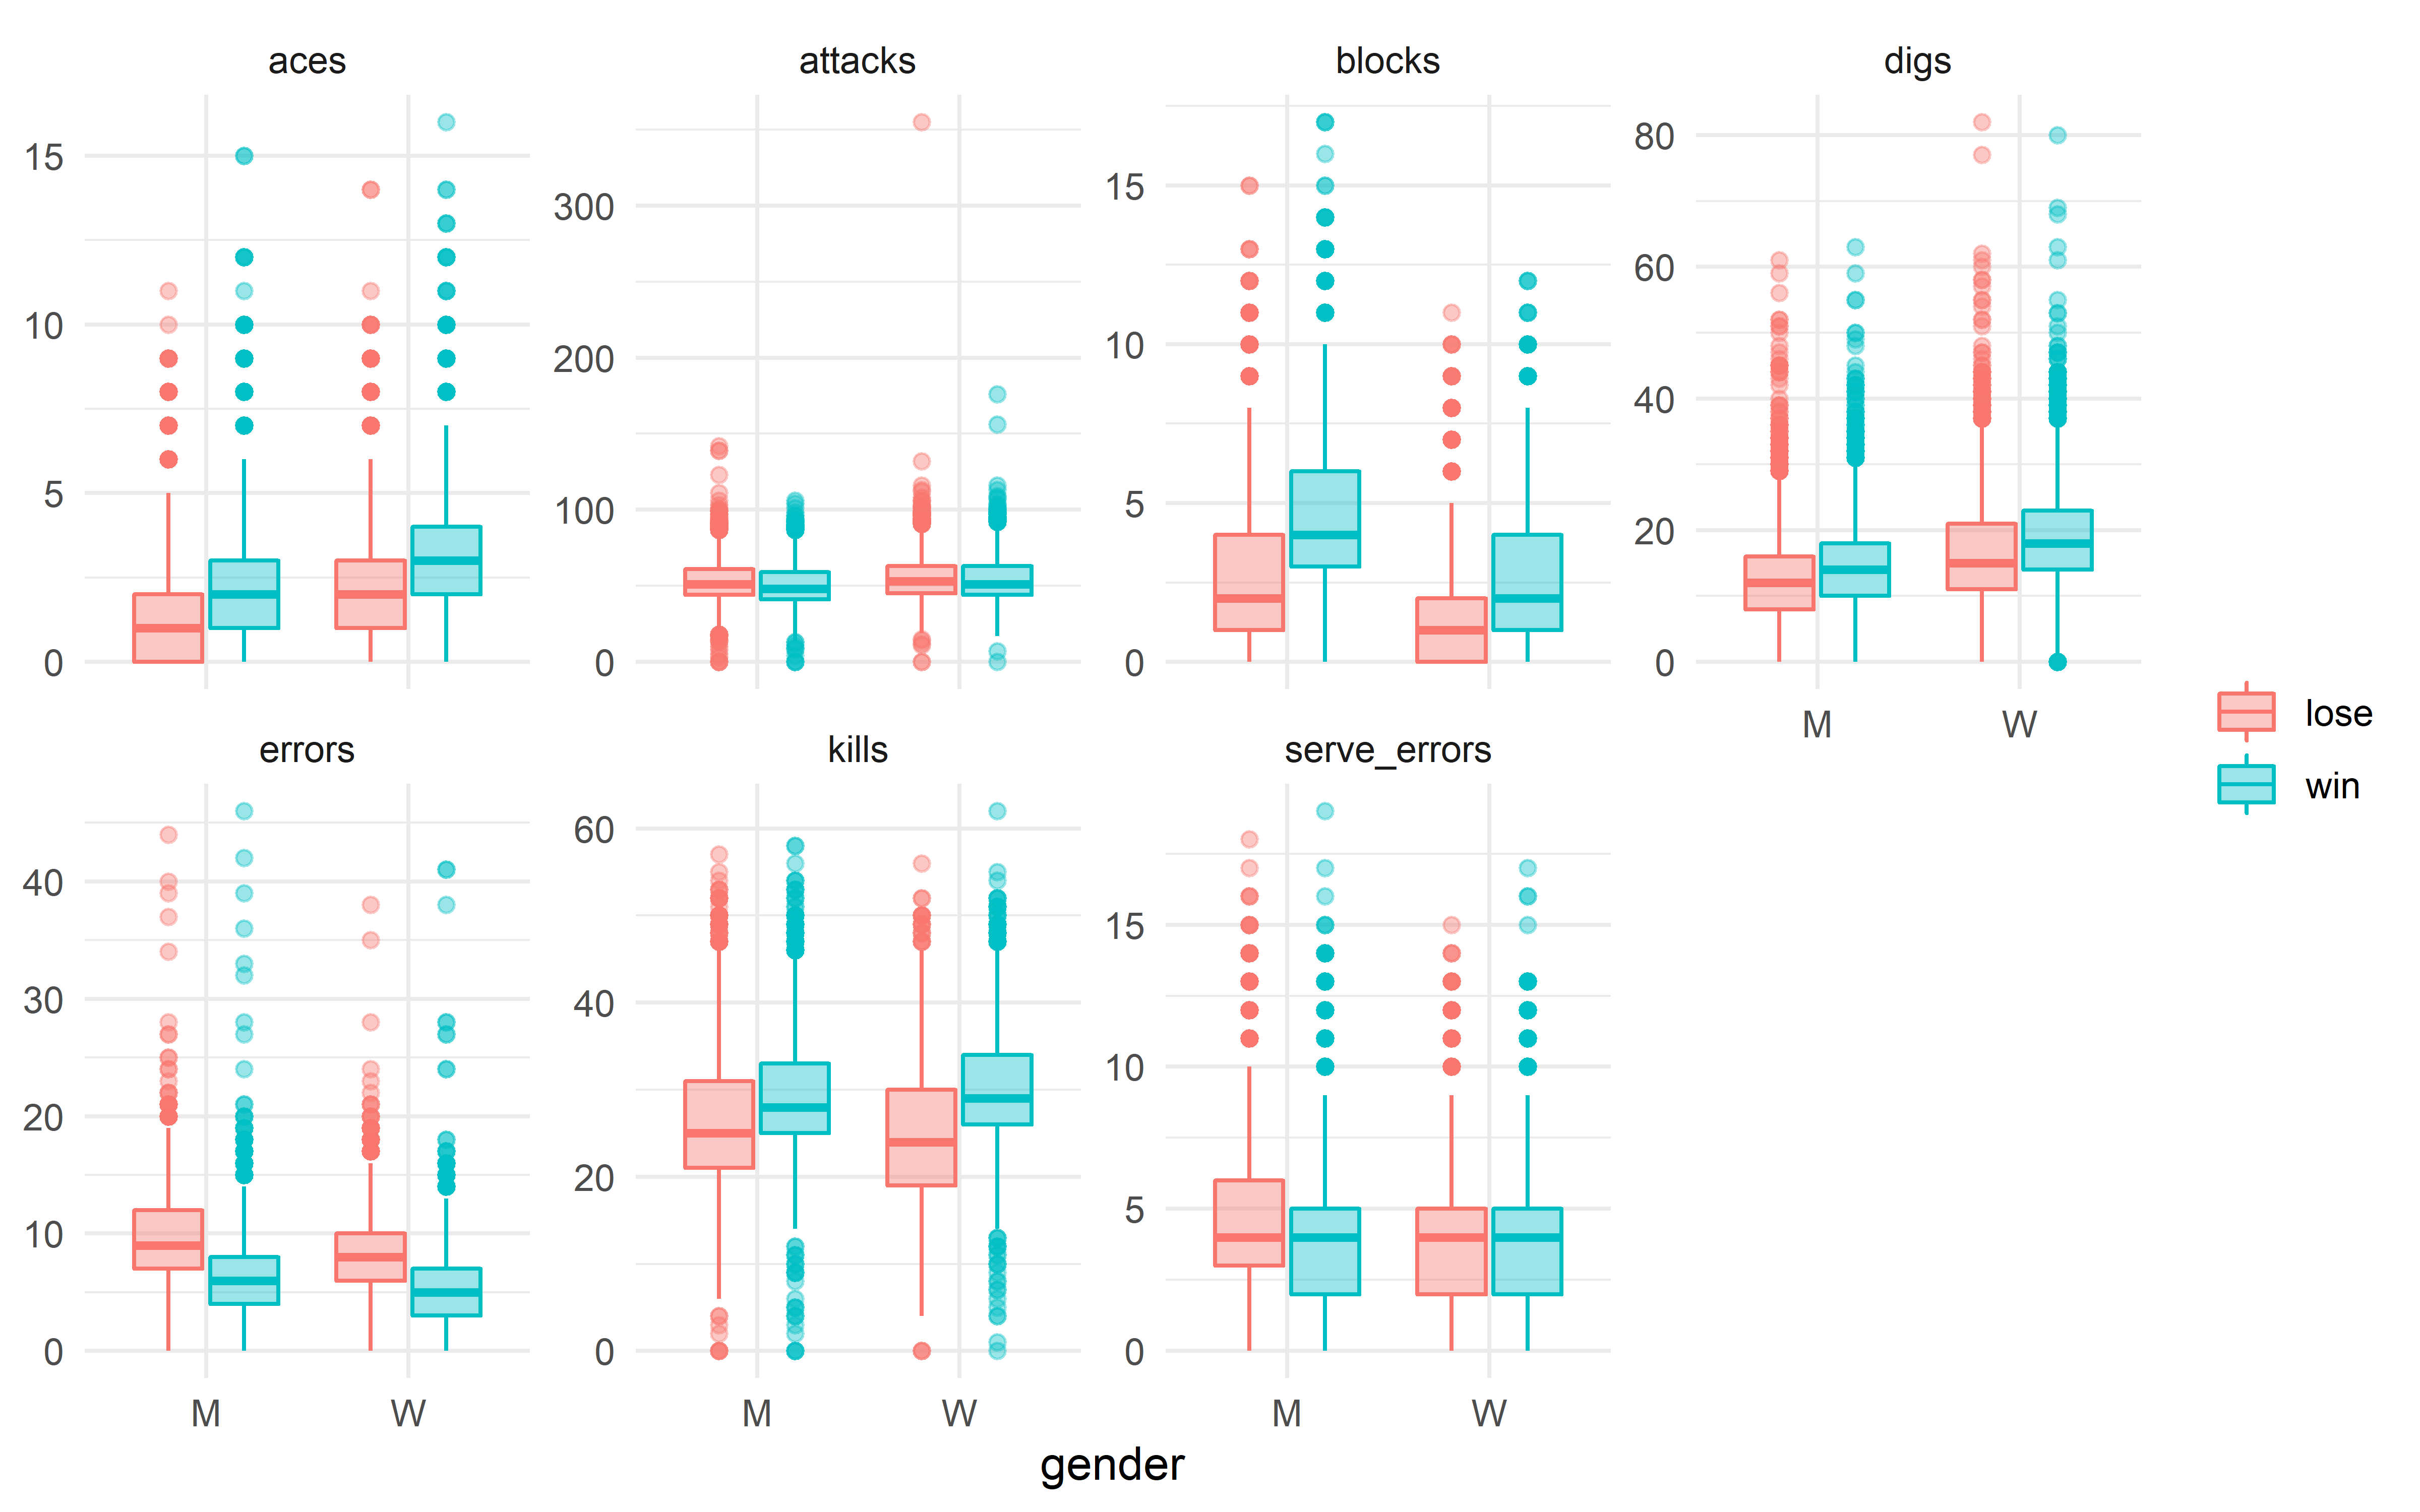 aces attacks blocks digs
15 300 15 80
10 200 10 60
5 100 5 40
0 0 0 20
0
M W
lose
win
errors kills serve_errors
40 60 15
30 40 10
20 20 5
10 0 0
0
M W M W M W
gender